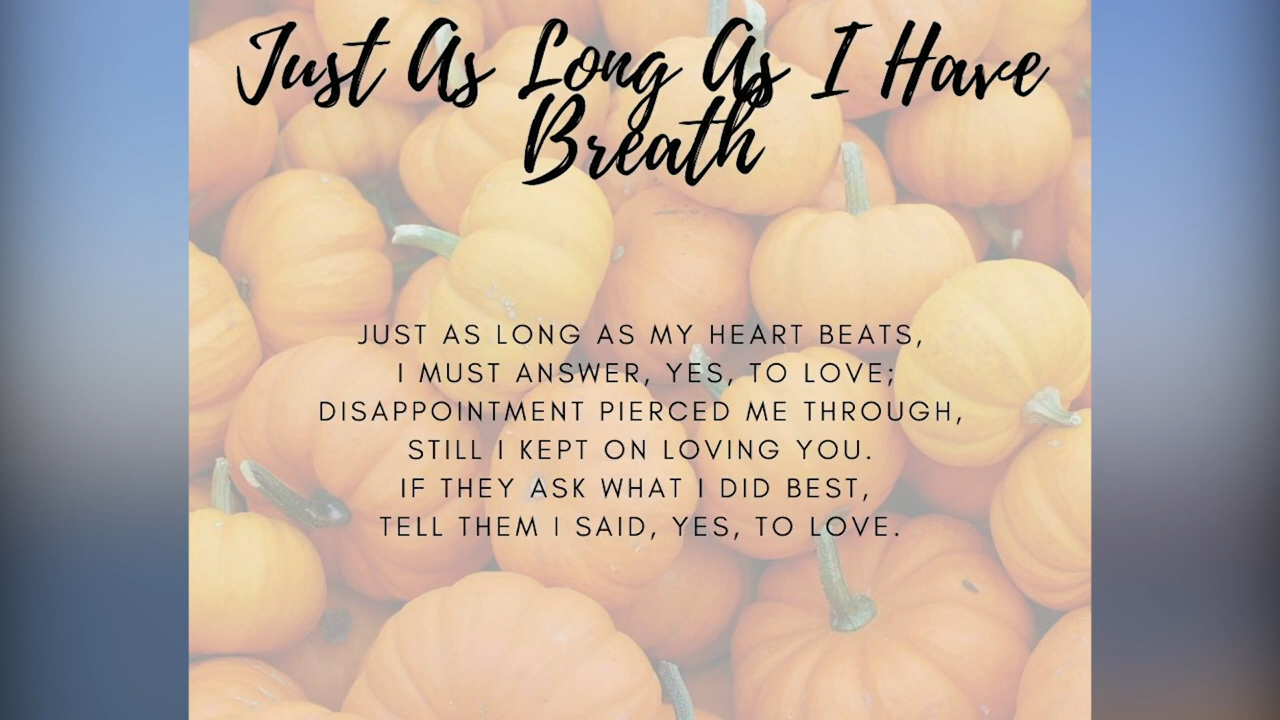 Just As Long As I Have
Breath
JUST AS LONG AS MY HEART BEATS,
I MUST ANSWER, YES, TO LOVE;
DISAPPOINTMENT PIERCED ME THROUGH,
STILL I KEPT ON LOVING YOU.
IF THEY ASK WHAT I DID BEST,
TELL THEM I SAID, YES, TO LOVE.